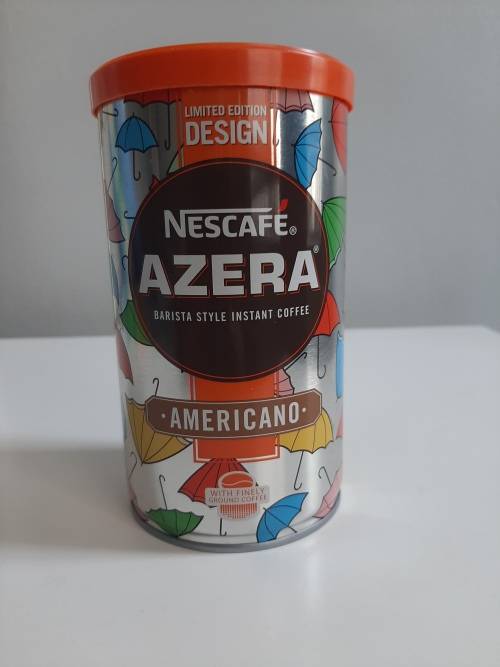 LIMITED EDITION
DESIGN
NESCAFÉ®
AZERA®
BARISTA STYLE INSTANT COFFEE
·AMERICANO·
WITH FINELY
GROUND COFFEE